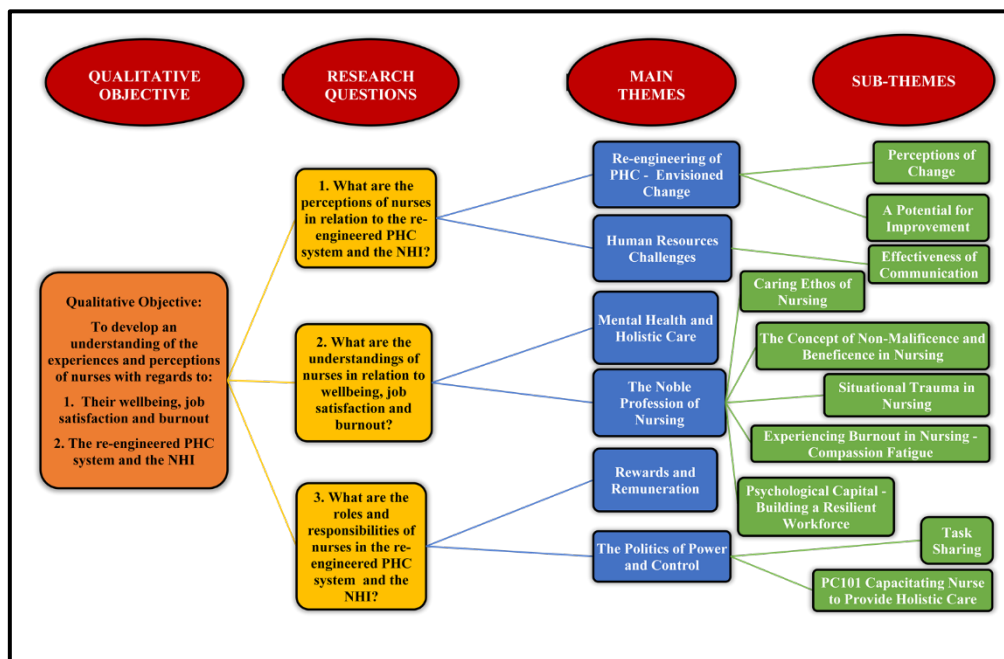 QUALITATIVE
OBJECTIVE
RESEARCH
QUESTIONS
MAIN
THEMES
SUB-THEMES
Qualitative Objective:
To develop an
understanding of the
experiences and perceptions
of nurses with regards to:
1. Their wellbeing, job
satisfaction and burnout
2. The re-engineered PHC
system and the NHI
1. What are the
perceptions of nurses
in relation to the re-
engineered PHC
system and the NHI?
2. What are the
understandings of
nurses in relation to
wellbeing, job
satisfaction and
burnout?
3. What are the
roles and
responsibilities of
nurses in the re-
engineered PHC
system and the
NHI?
Re-engineering of
PHC - Envisioned
Change
Human Resources
Challenges
Mental Health and
Holistic Care
The Noble
Profession of
Nursing
Rewards and
Remuneration
The Politics of Power
and Control
Perceptions of
Change
A Potential for
Improvement
Effectiveness of
Communication
Caring Ethos of
Nursing
The Concept of Non-Malificence and
Beneficence in Nursing
Situational Trauma in
Nursing
Experiencing Burnout in Nursing -
Compassion Fatigue
Psychological Capital -
Building a Resilient
Workforce
Task
Sharing
PC101 Capacitating Nurse
to Provide Holistic Care